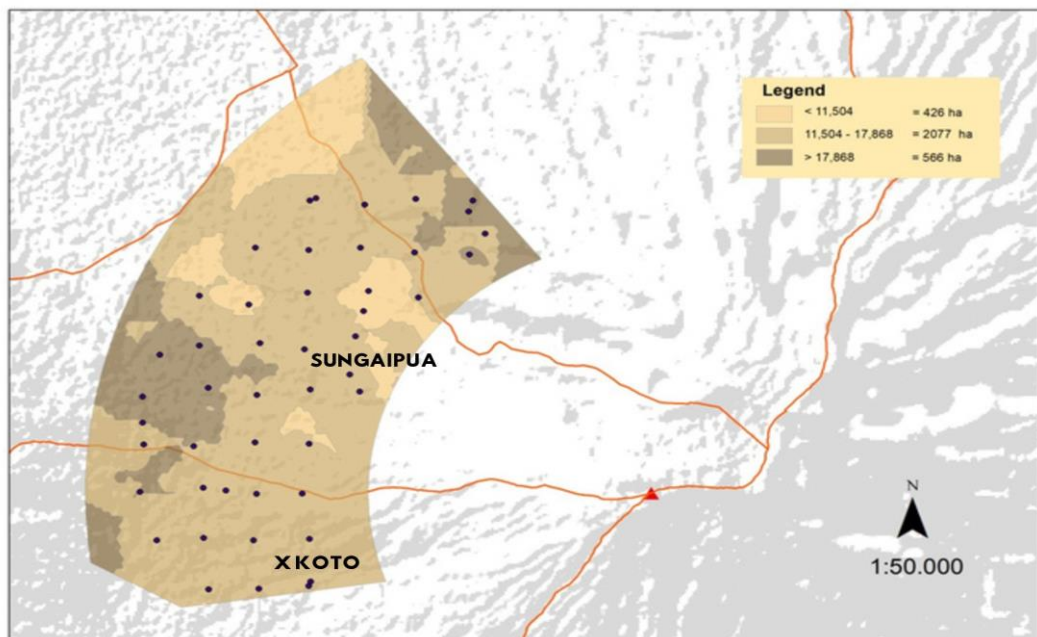 Legend
< 11,504 = 426 ha
11,504 - 17,868 = 2077 ha
> 17,868 = 566 ha
SUNGAIPUA
X KOTO
N
1:50.000